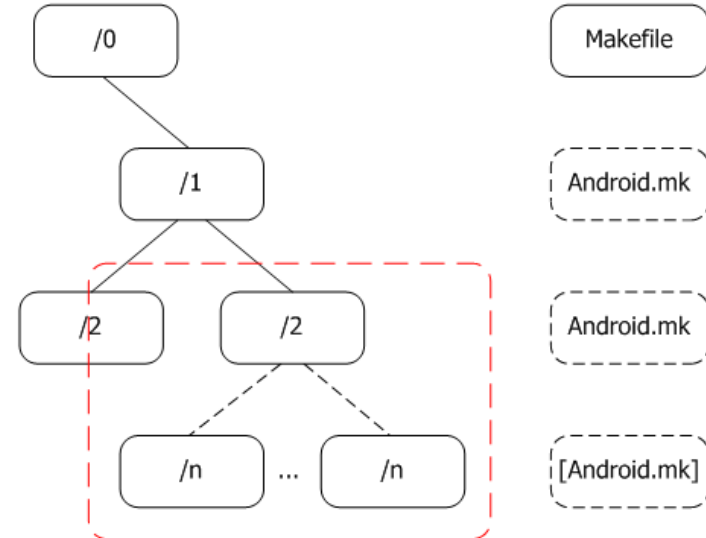 /0
Makefile
/1
Android.mk
/2
/2
Android.mk
/n
...
/n
[Android.mk]